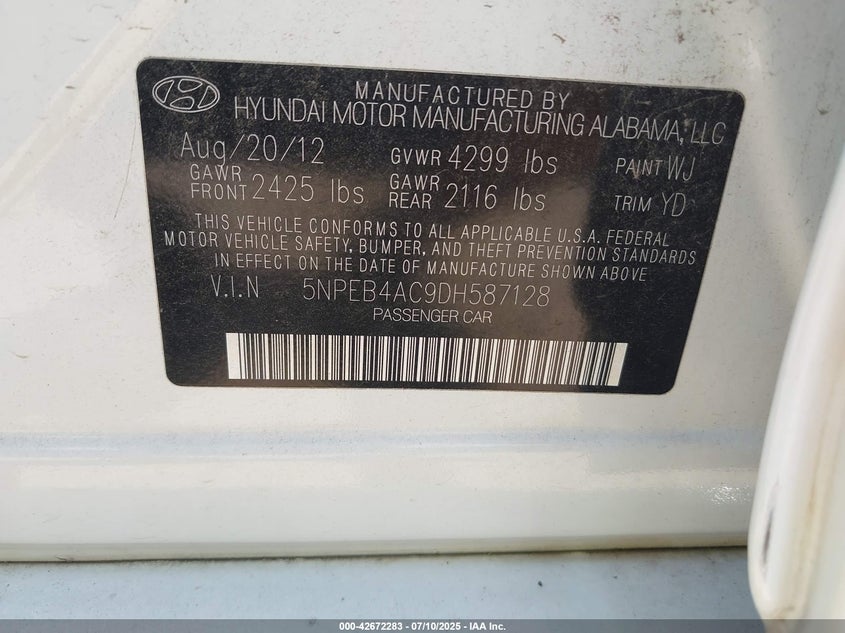 MANUFACTURED BY
HYUNDAI MOTOR MANUFACTURING ALABAMA, LLC
Aug/20/12 GVWR 4299 lbs PAINT WJ
GAWR FRONT 2425 lbs GAWR REAR 2116 lbs TRIM YD
THIS VEHICLE CONFORMS TO ALL APPLICABLE U.S.A. FEDERAL
MOTOR VEHICLE SAFETY, BUMPER, AND THEFT PREVENTION STANDARDS
IN EFFECT ON THE DATE OF MANUFACTURE SHOWN ABOVE
V.I.N 5NPEB4AC9DH587128
PASSENGER CAR
000-42672283 - 07/10/2025 - IAA Inc.